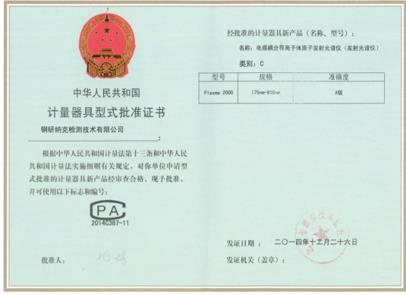 中华人民共和国
计量器具型式批准证书
钢研纳克检测技术有限公司
根据中华人民共和国计量法第十三条和中华人民
共和国计量法实施细则有关规定，对你单位申请型
式批准的计量器具新产品经审查合格，现予批准，
并可使用以下标志和编号：
CPA
2014C387-11
批准人：
经批准的计量器具新产品（名称、型号）：
名称：电感耦合等离子体原子发射光谱仪（发射光谱仪）
类别：C
型号 规格 准确度
Plasma 2000 A级
发证日期： 二〇一四年十二月二十六日
发证机关（盖章）：